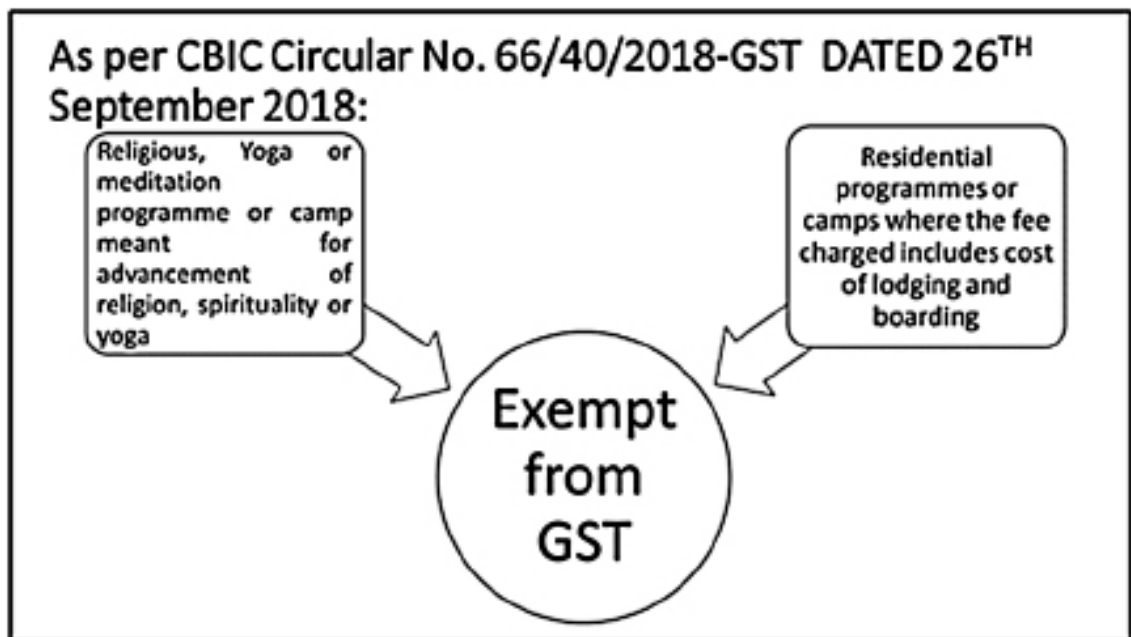 As per CBIC Circular No. 66/40/2018-GST DATED 26TH
September 2018:
Religious, Yoga or
meditation
programme or camp
meant for
advancement of
religion, spirituality or
yoga
Residential
programmes or
camps where the fee
charged includes cost
of lodging and
boarding
Exempt
from
GST